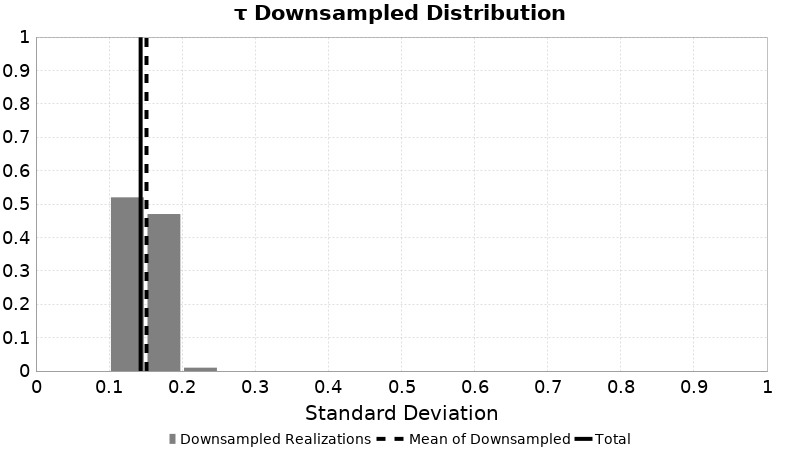 τ Downsampled Distribution
1
0.9
0.8
0.7
0.6
0.5
0.4
0.3
0.2
0.1
0
0 0.1 0.2 0.3 0.4 0.5 0.6 0.7 0.8 0.9 1
Standard Deviation
Downsampled Realizations Mean of Downsampled Total